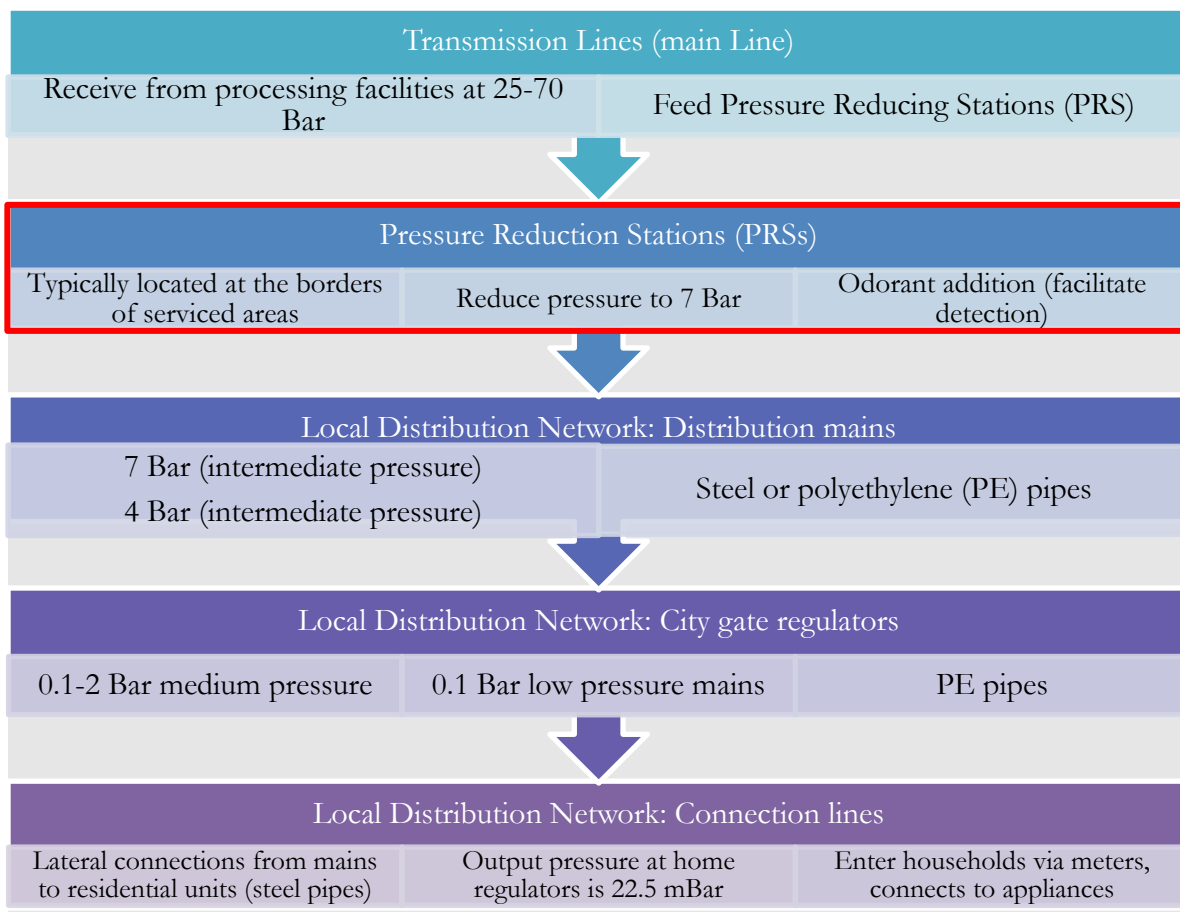 Transmission Lines (main Line)
Receive from processing facilities at 25-70
Bar
Feed Pressure Reducing Stations (PRS)
Pressure Reduction Stations (PRSs)
Typically located at the borders
of serviced areas
Reduce pressure to 7 Bar
Odorant addition (facilitate
detection)
Local Distribution Network: Distribution mains
7 Bar (intermediate pressure)
4 Bar (intermediate pressure)
Steel or polyethylene (PE) pipes
Local Distribution Network: City gate regulators
0.1-2 Bar medium pressure
0.1 Bar low pressure mains
PE pipes
Local Distribution Network: Connection lines
Lateral connections from mains
to residential units (steel pipes)
Output pressure at home
regulators is 22.5 mBar
Enter households via meters,
connects to appliances